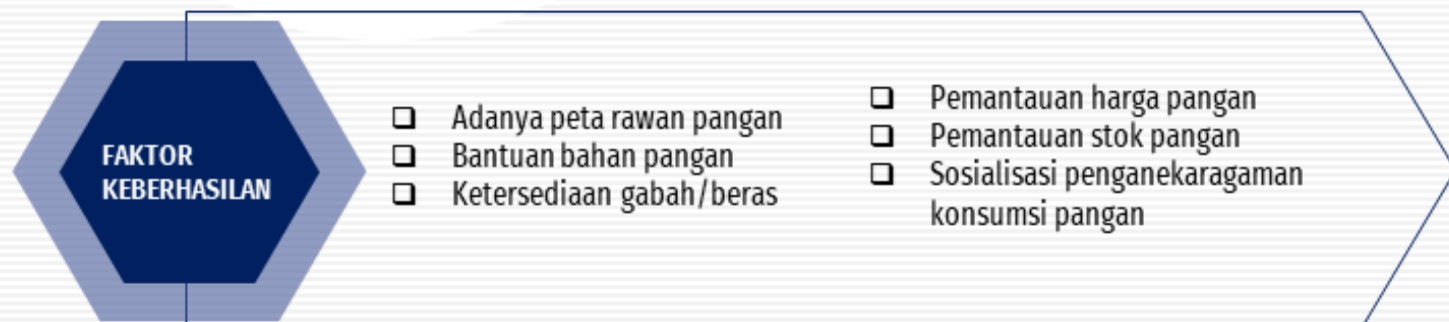 FAKTOR
KEBERHASILAN
❑ Adanya peta rawan pangan
❑ Bantuan bahan pangan
❑ Ketersediaan gabah/beras
❑ Pemantauan harga pangan
❑ Pemantauan stok pangan
❑ Sosialisasi penganekaragaman
konsumsi pangan